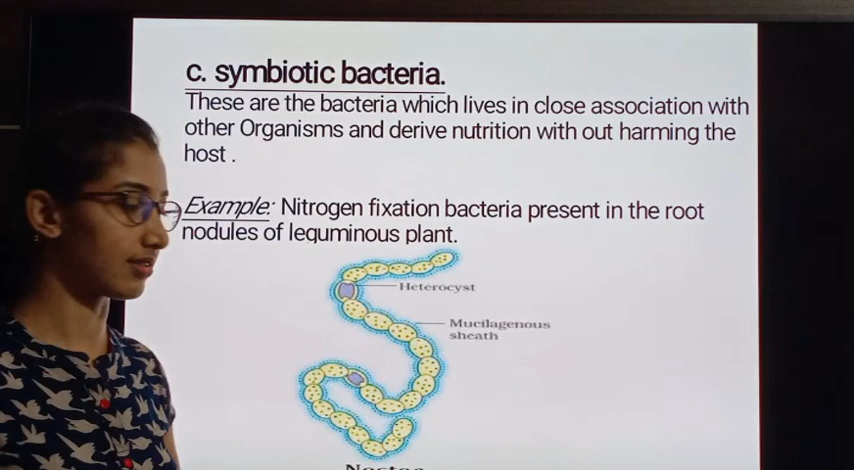 c. symbiotic bacteria.
These are the bacteria which lives in close association with
other Organisms and derive nutrition with out harming the
host .
Example: Nitrogen fixation bacteria present in the root
nodules of leguminous plant.
Heterocyst
Mucilagenous
sheath
Nostoc